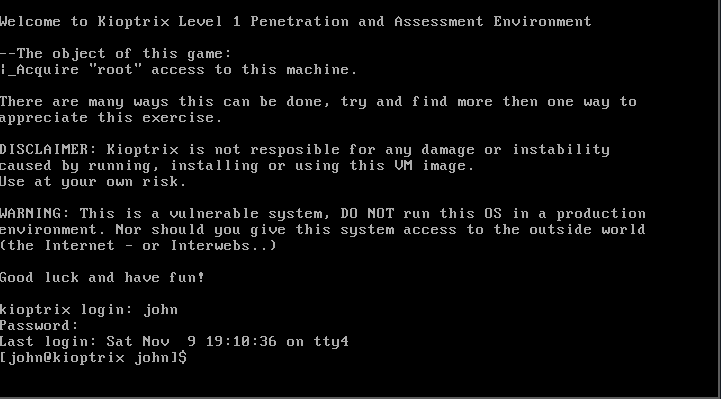 Welcome to Kioptrix Level 1 Penetration and Assessment Environment
--The object of this game:
|_Acquire "root" access to this machine.
There are many ways this can be done, try and find more then one way to
appreciate this exercise.
DISCLAIMER: Kioptrix is not resposible for any damage or instability
caused by running, installing or using this VM image.
Use at your own risk.
WARNING: This is a vulnerable system, DO NOT run this OS in a production
environment. Nor should you give this system access to the outside world
(the Internet - or Interwebs..)
Good luck and have fun!
kioptrix login: john
Password:
Last login: Sat Nov  9 19:10:36 on tty4
[john@kioptrix john]$